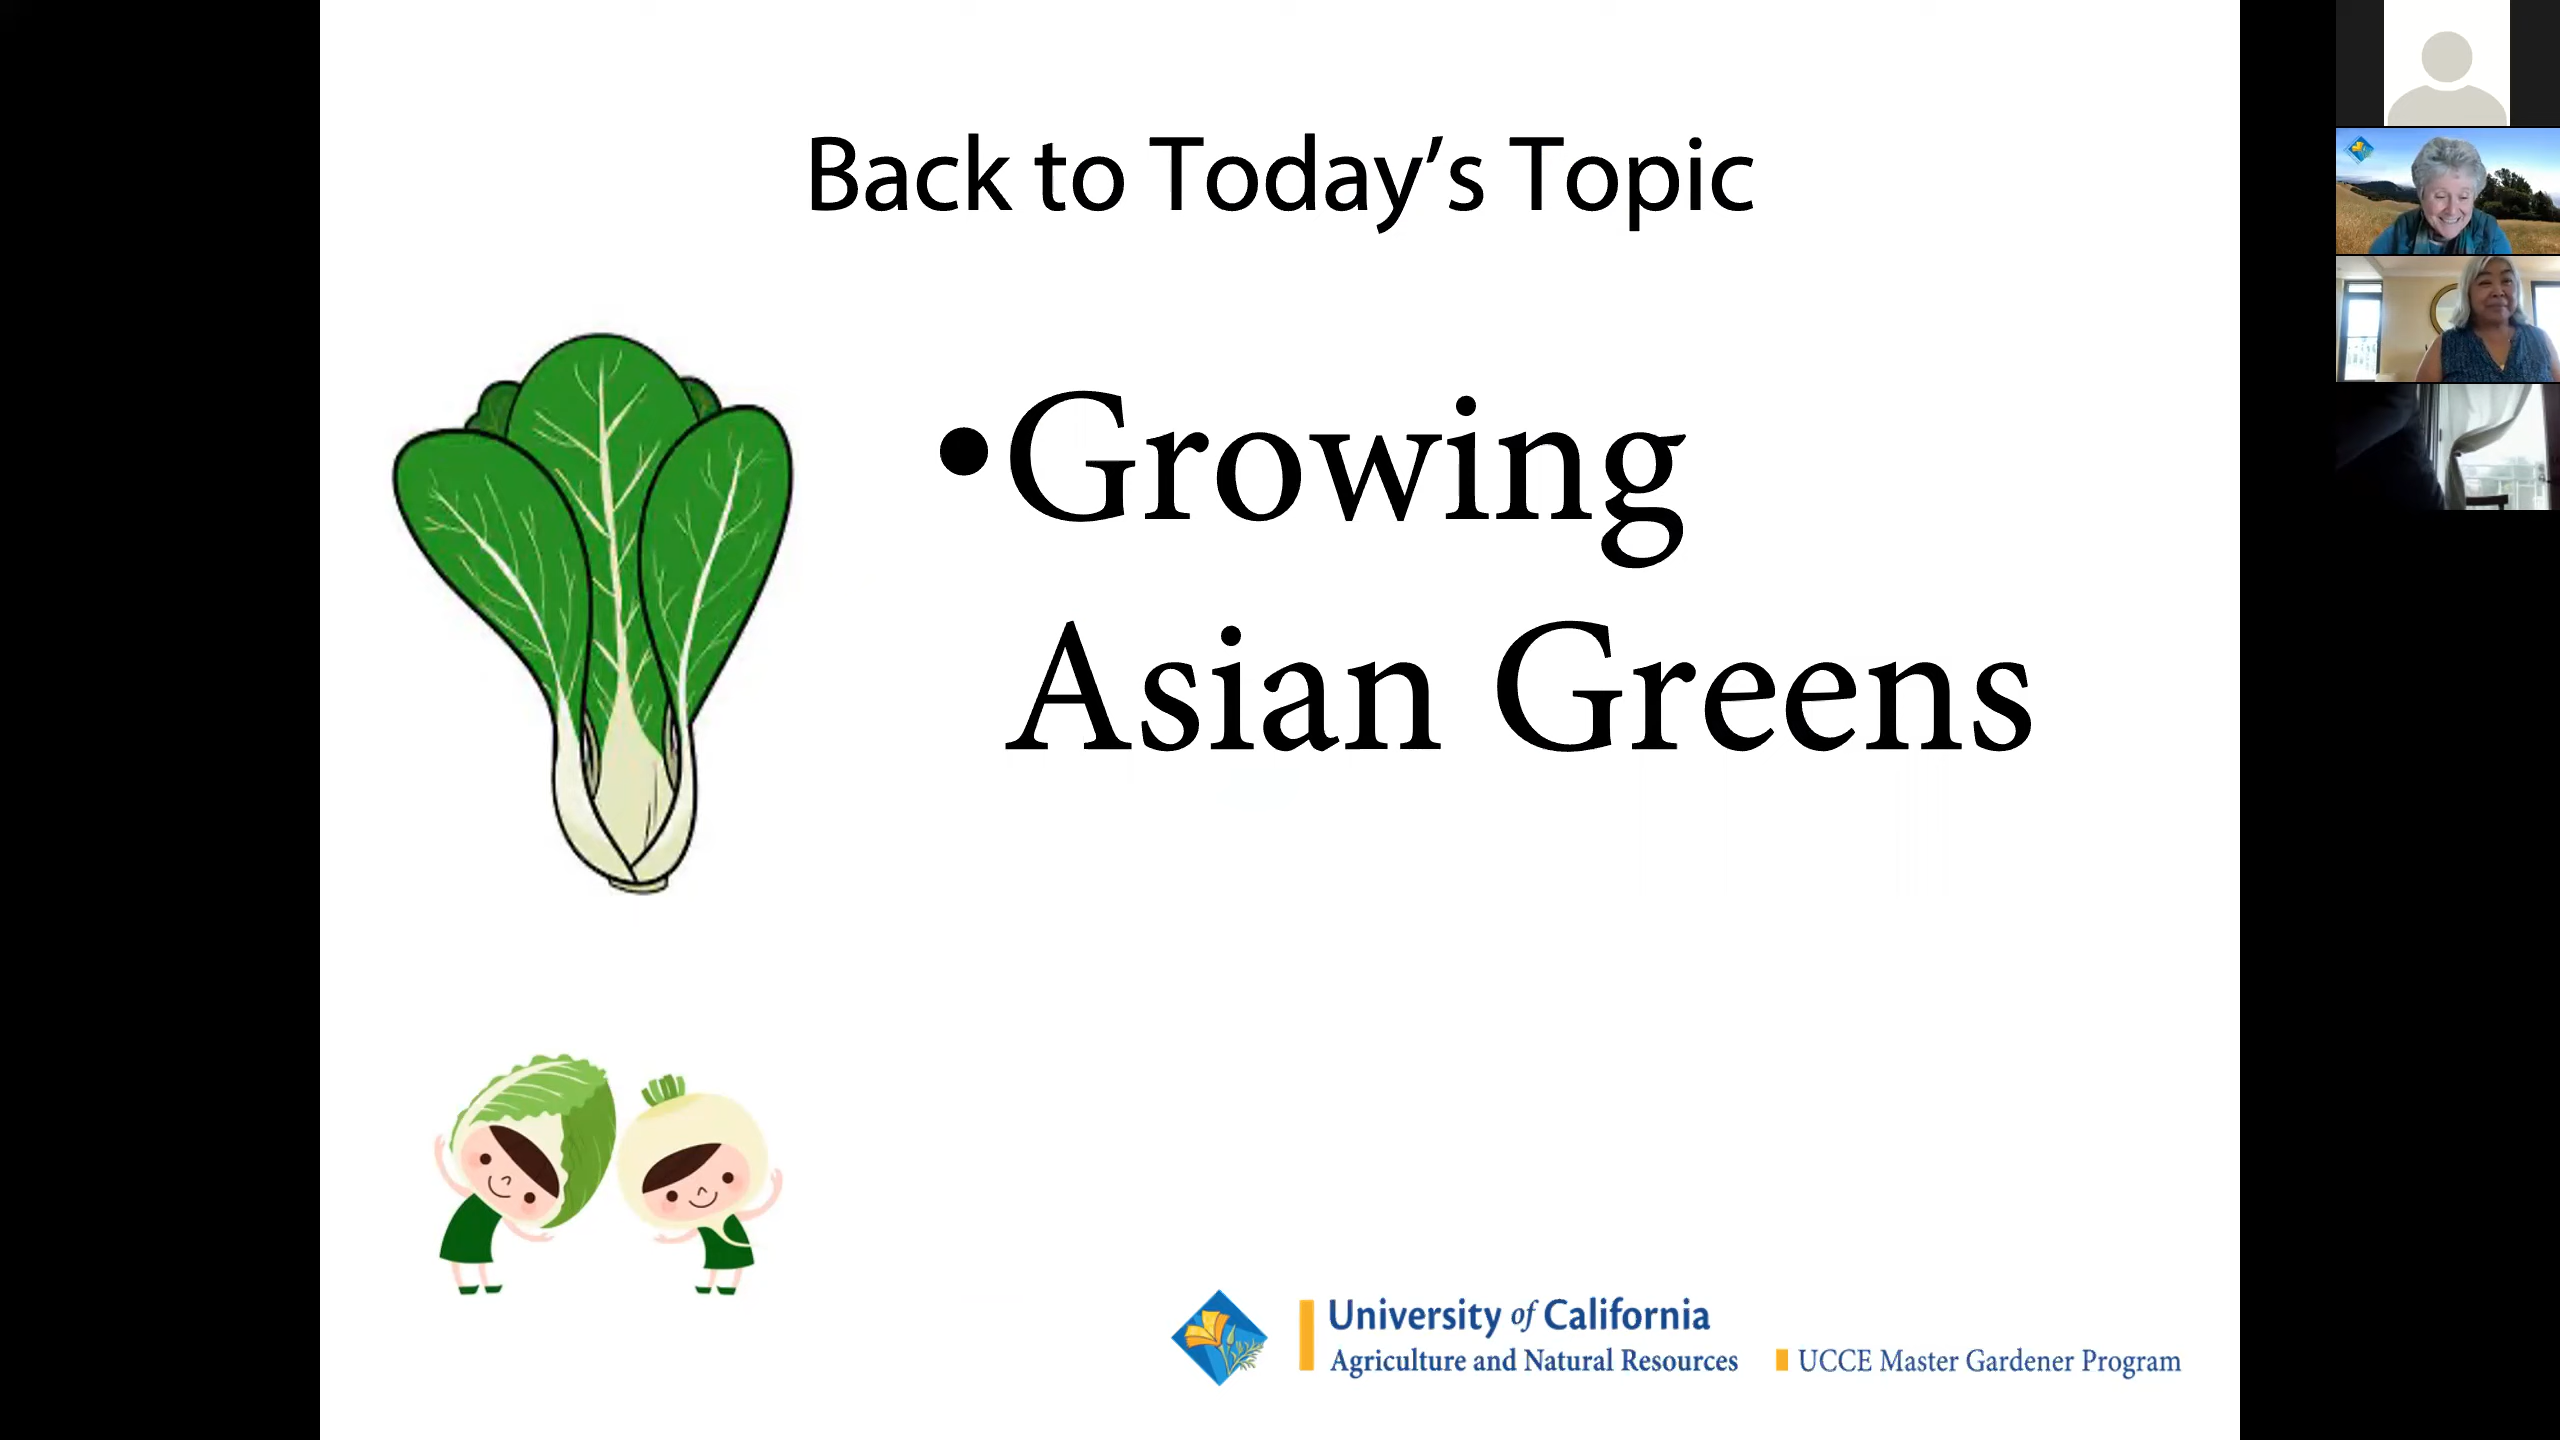 Back to Today’s Topic
•Growing
Asian Greens
University of California
Agriculture and Natural Resources
UCCE Master Gardener Program